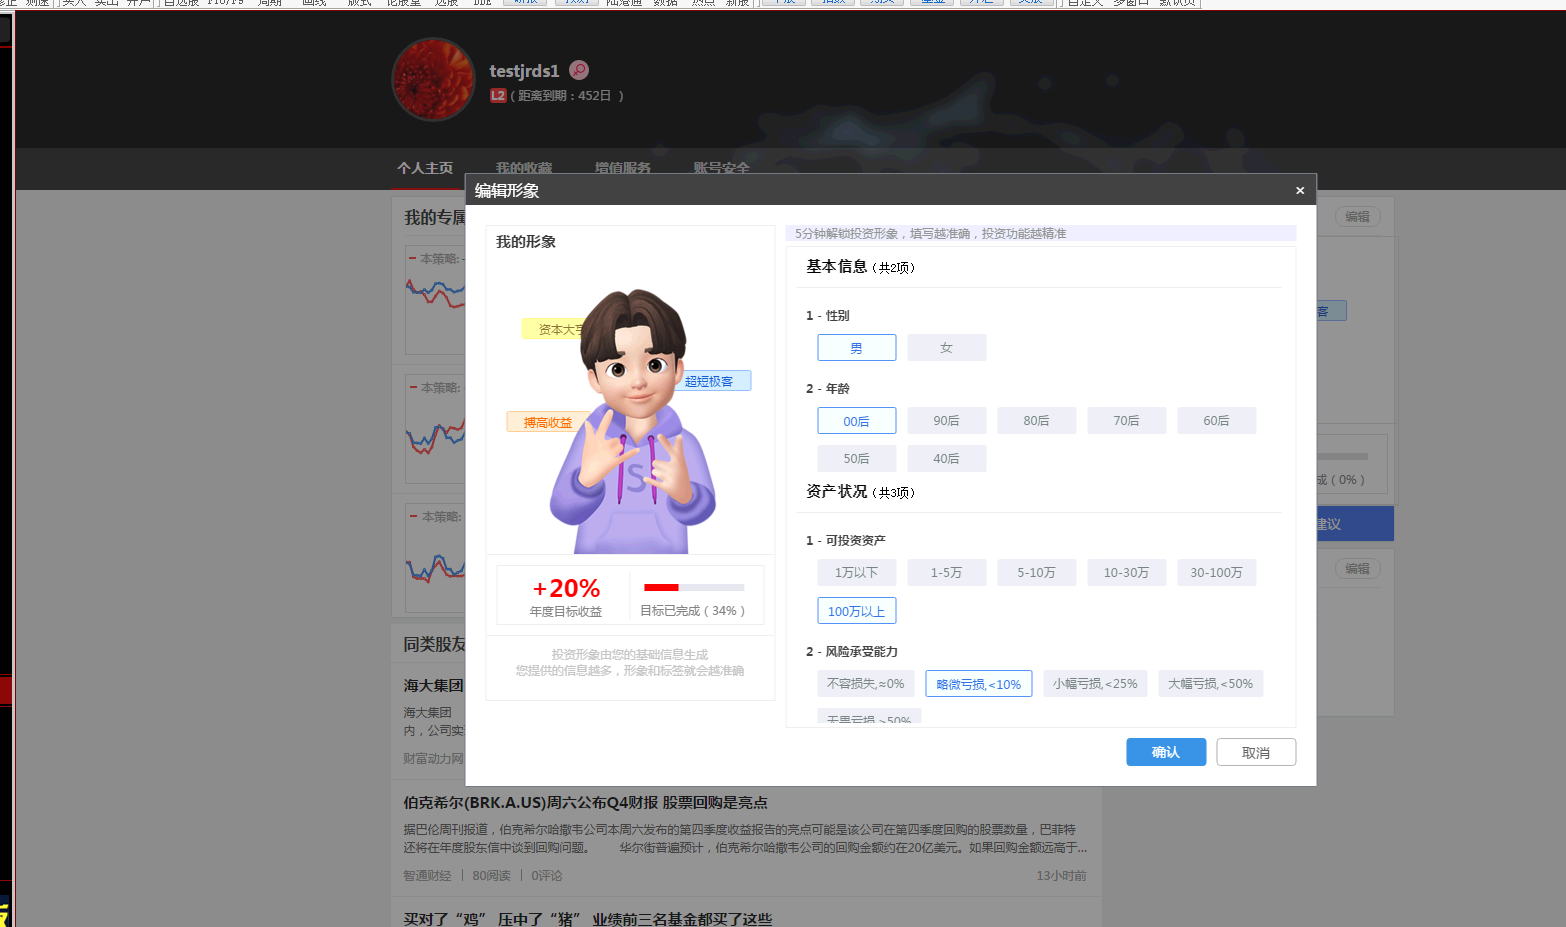 testjrds1
L2 ( 距离到期：452日 )
个人主页 我的收藏 增值服务 账号安全
编辑形象 ×
我的专属
编辑
本策略:
本策略:
本策略:
我的形象
资本大亨
超短极客
搏高收益
S
+20%
年度目标收益
目标已完成（34%）
投资形象由您的基础信息生成
您提供的信息越多，形象和标签就会越准确
5分钟解锁投资形象，填写越准确，投资功能越精准
基本信息（共2项）
1 - 性别
男 女
2 - 年龄
00后 90后 80后 70后 60后
50后 40后
资产状况（共3项）
1 - 可投资资产
1万以下 1-5万 5-10万 10-30万 30-100万
100万以上
2 - 风险承受能力
不容损失,≈0% 略微亏损,<10% 小幅亏损,<25% 大幅亏损,<50%
无畏亏损,>50%
确认 取消
客
成（0%）
建议
编辑
同类股友
海大集团
海大集团
内，公司实
财富动力网
伯克希尔(BRK.A.US)周六公布Q4财报 股票回购是亮点
据巴伦周刊报道，伯克希尔哈撒韦公司本周六发布的第四季度收益报告的亮点可能是该公司在第四季度回购的股票数量，巴菲特
还将在年度股东信中谈到回购问题。 华尔街普遍预计，伯克希尔哈撒韦公司的回购金额约在20亿美元。如果回购金额远高于...
智通财经 | 80阅读 | 0评论 13小时前
买对了“鸡” 压中了“猪” 业绩前三名基金都买了这些